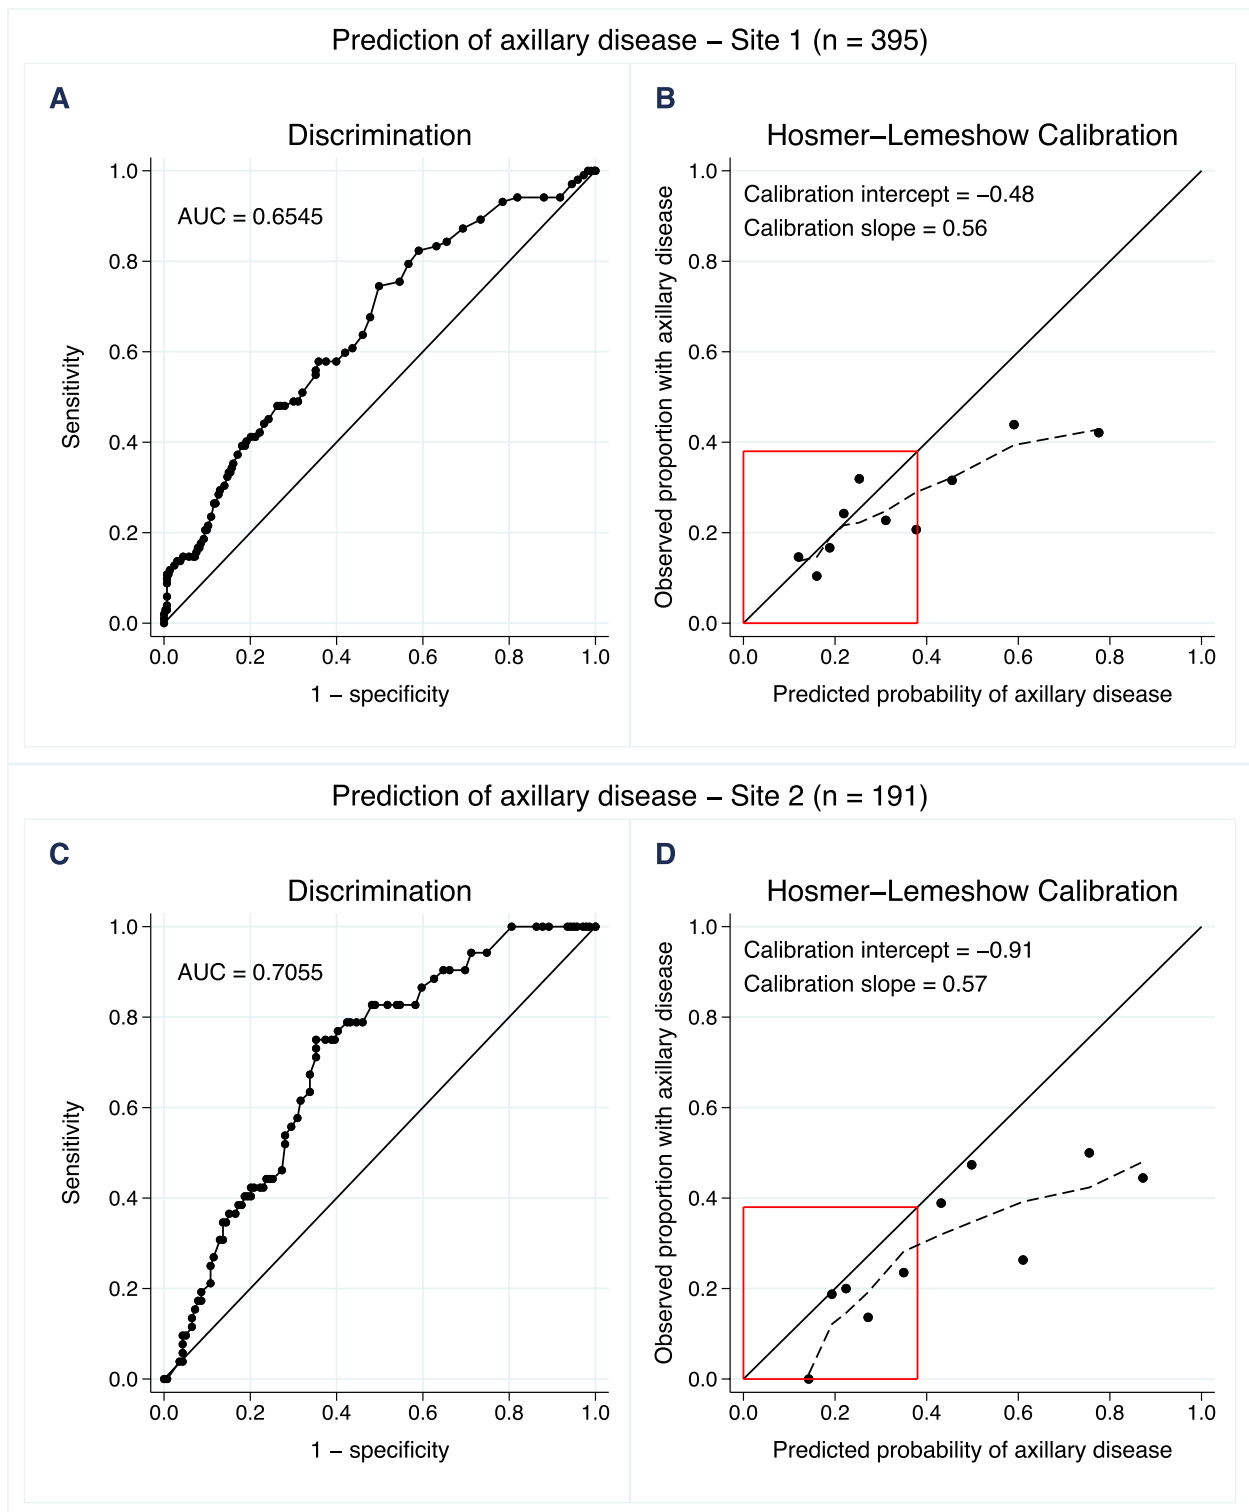 Prediction of axillary disease – Site 1 (n = 395)
A
Discrimination
AUC = 0.6545
Sensitivity
1.0
0.8
0.6
0.4
0.2
0.0
0.0 0.2 0.4 0.6 0.8 1.0
1 – specificity
B
Hosmer–Lemeshow Calibration
Calibration intercept = –0.48
Calibration slope = 0.56
Observed proportion with axillary disease
1.0
0.8
0.6
0.4
0.2
0.0
0.0 0.2 0.4 0.6 0.8 1.0
Predicted probability of axillary disease
Prediction of axillary disease – Site 2 (n = 191)
C
Discrimination
AUC = 0.7055
Sensitivity
1.0
0.8
0.6
0.4
0.2
0.0
0.0 0.2 0.4 0.6 0.8 1.0
1 – specificity
D
Hosmer–Lemeshow Calibration
Calibration intercept = –0.91
Calibration slope = 0.57
Observed proportion with axillary disease
1.0
0.8
0.6
0.4
0.2
0.0
0.0 0.2 0.4 0.6 0.8 1.0
Predicted probability of axillary disease